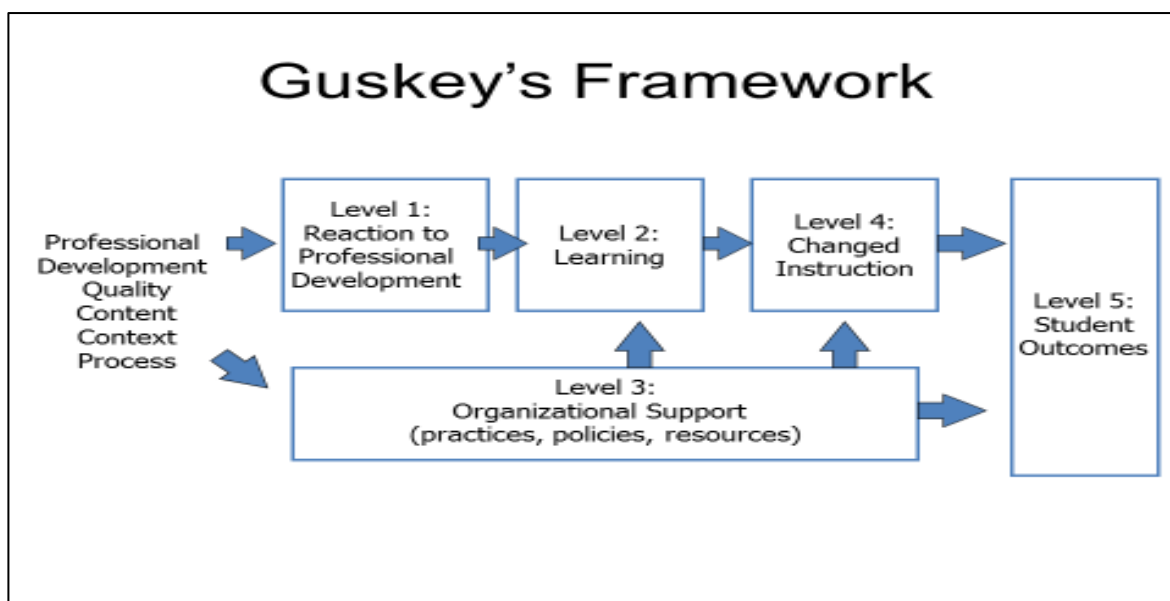 Guskey's Framework
Professional
Development
Quality
Content
Context
Process
Level 1:
Reaction to
Professional
Development
Level 2:
Learning
Level 4:
Changed
Instruction
Level 3:
Organizational Support
(practices, policies, resources)
Level 5:
Student
Outcomes